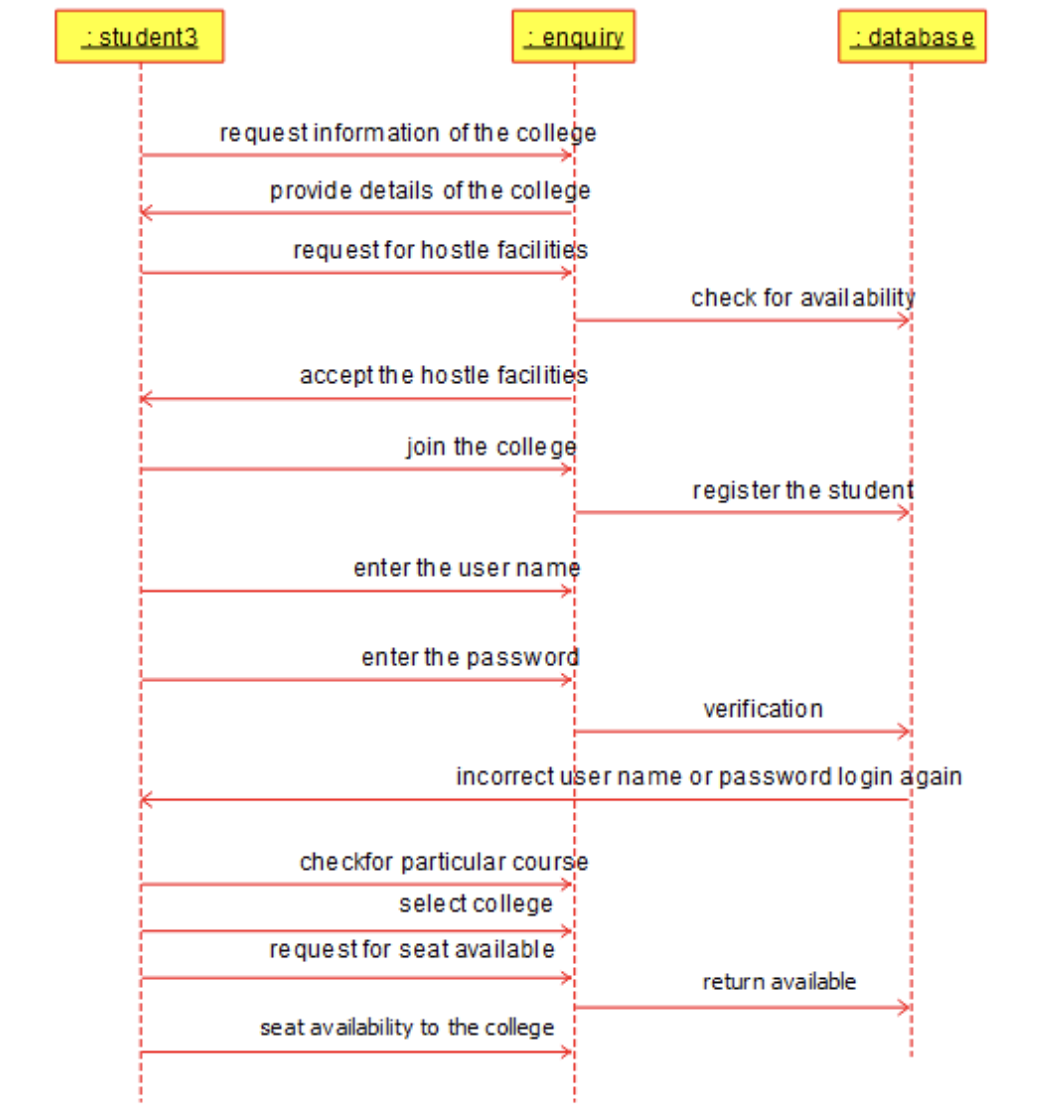 : student3
: enquiry
: database
request information of the college
provide details of the college
request for hostle facilities
check for availability
accept the hostle facilities
join the college
register the student
enter the user name
enter the password
verification
incorrect user name or password login again
checkfor particular course
select college
request for seat available
return available
seat availability to the college